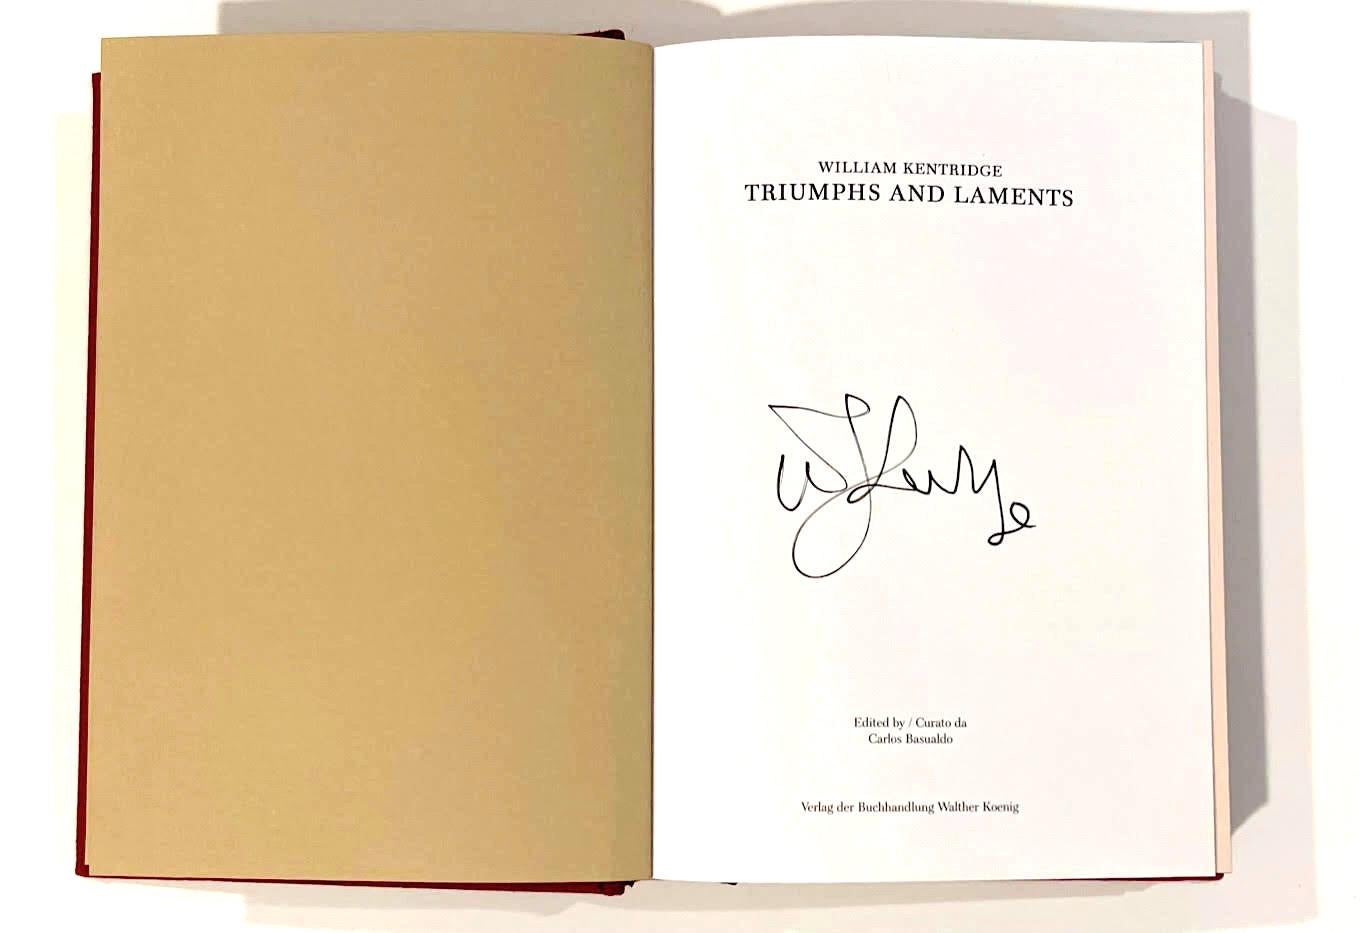 WILLIAM KENTRIDGE
TRIUMPHS AND LAMENTS
Edited by / Curato da
Carlos Basualdo
Verlag der Buchhandlung Walther Koenig